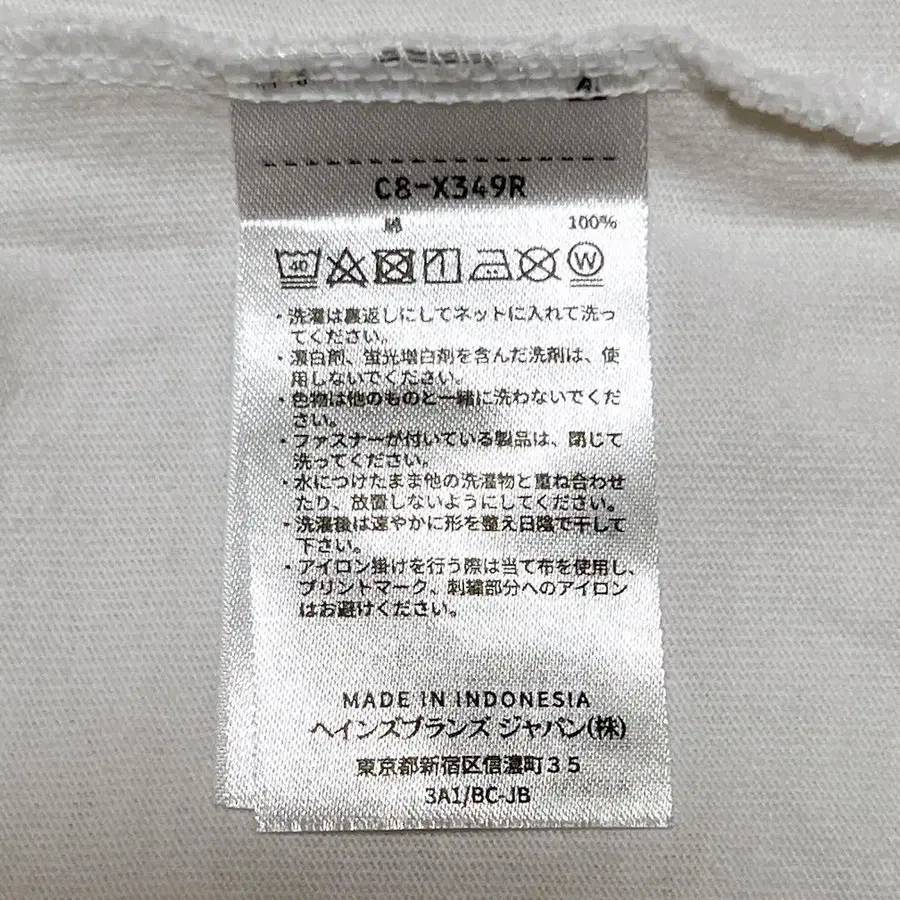 C8-X349R
綿 100%
40
W
・洗濯は裏返しにしてネットに入れて洗っ
てください。
・漂白剤、蛍光増白剤を含んだ洗剤は、使
用しないでください。
・色物は他のものと一緒に洗わないでくだ
さい。
・ファスナーが付いている製品は、閉じて
洗ってください。
・水につけたまま他の洗濯物と重ね合わせ
たり、放置しないようにしてください。
・洗濯後は速やかに形を整え日陰で干して
下さい。
・アイロン掛けを行う際は当て布を使用し、
プリントマーク、刺繍部分へのアイロン
はお避けください。
MADE IN INDONESIA
ヘインズブランズ ジャパン(株)
東京都新宿区信濃町35
3A1/BC-JB